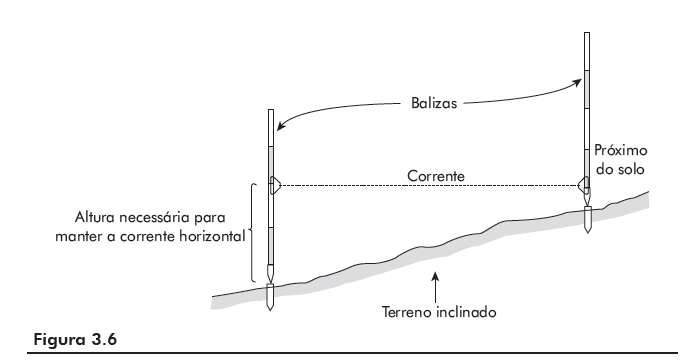 Balizas
Próximo
do solo
Corrente
Altura necessária para
manter a corrente horizontal
Terreno inclinado
Figura 3.6